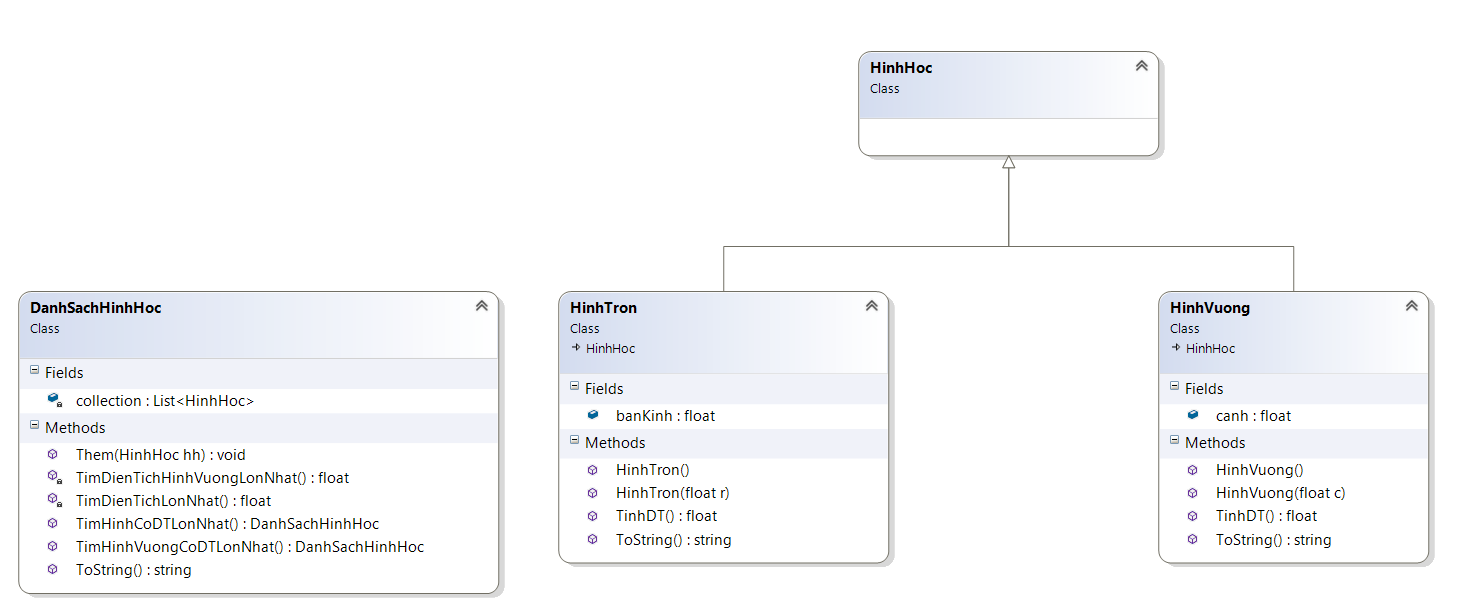 HinhHoc
Class
DanhSachHinhHoc
Class
Fields
collection : List<HinhHoc>
Methods
Them(HinhHoc hh) : void
TimDienTichHinhVuongLonNhat() : float
TimDienTichLonNhat() : float
TimHinhCoDTLonNhat() : DanhSachHinhHoc
TimHinhVuongCoDTLonNhat() : DanhSachHinhHoc
ToString() : string
HinhTron
Class
HinhHoc
Fields
banKinh : float
Methods
HinhTron()
HinhTron(float r)
TinhDT() : float
ToString() : string
HinhVuong
Class
HinhHoc
Fields
canh : float
Methods
HinhVuong()
HinhVuong(float c)
TinhDT() : float
ToString() : string